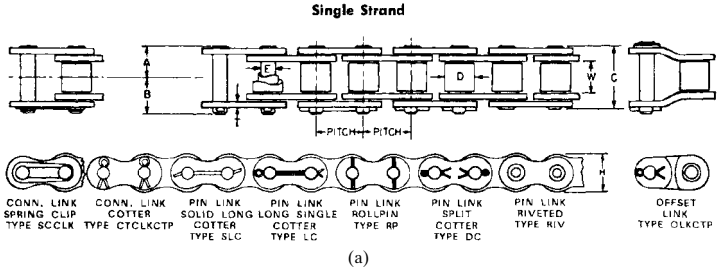 Single Strand
A
B
E
T
D
W
C
PITCH
PITCH
H
CONN. LINK
SPRING CLIP
TYPE SCCLK
CONN. LINK
COTTER
TYPE CTCLKCTP
PIN LINK
SOLID LONG
COTTER
TYPE SLC
PIN LINK
LONG SINGLE
COTTER
TYPE LC
PIN LINK
ROLLPIN
TYPE RP
PIN LINK
SPLIT
COTTER
TYPE DC
PIN LINK
RIVETED
TYPE RIV
OFFSET
LINK
TYPE OLKCTP
(a)